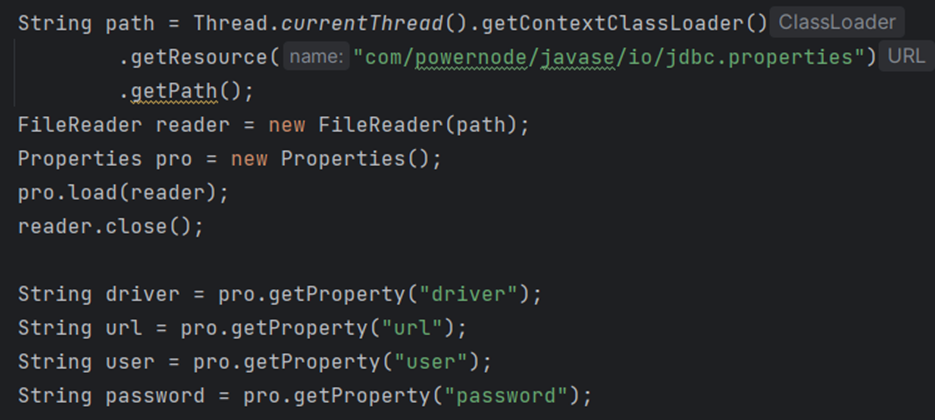 String path = Thread.currentThread().getContextClassLoader() ClassLoader
.getResource( name: "com/powernode/javase/io/jdbc.properties") URL
.getPath();
FileReader reader = new FileReader(path);
Properties pro = new Properties();
pro.load(reader);
reader.close();
String driver = pro.getProperty("driver");
String url = pro.getProperty("url");
String user = pro.getProperty("user");
String password = pro.getProperty("password");